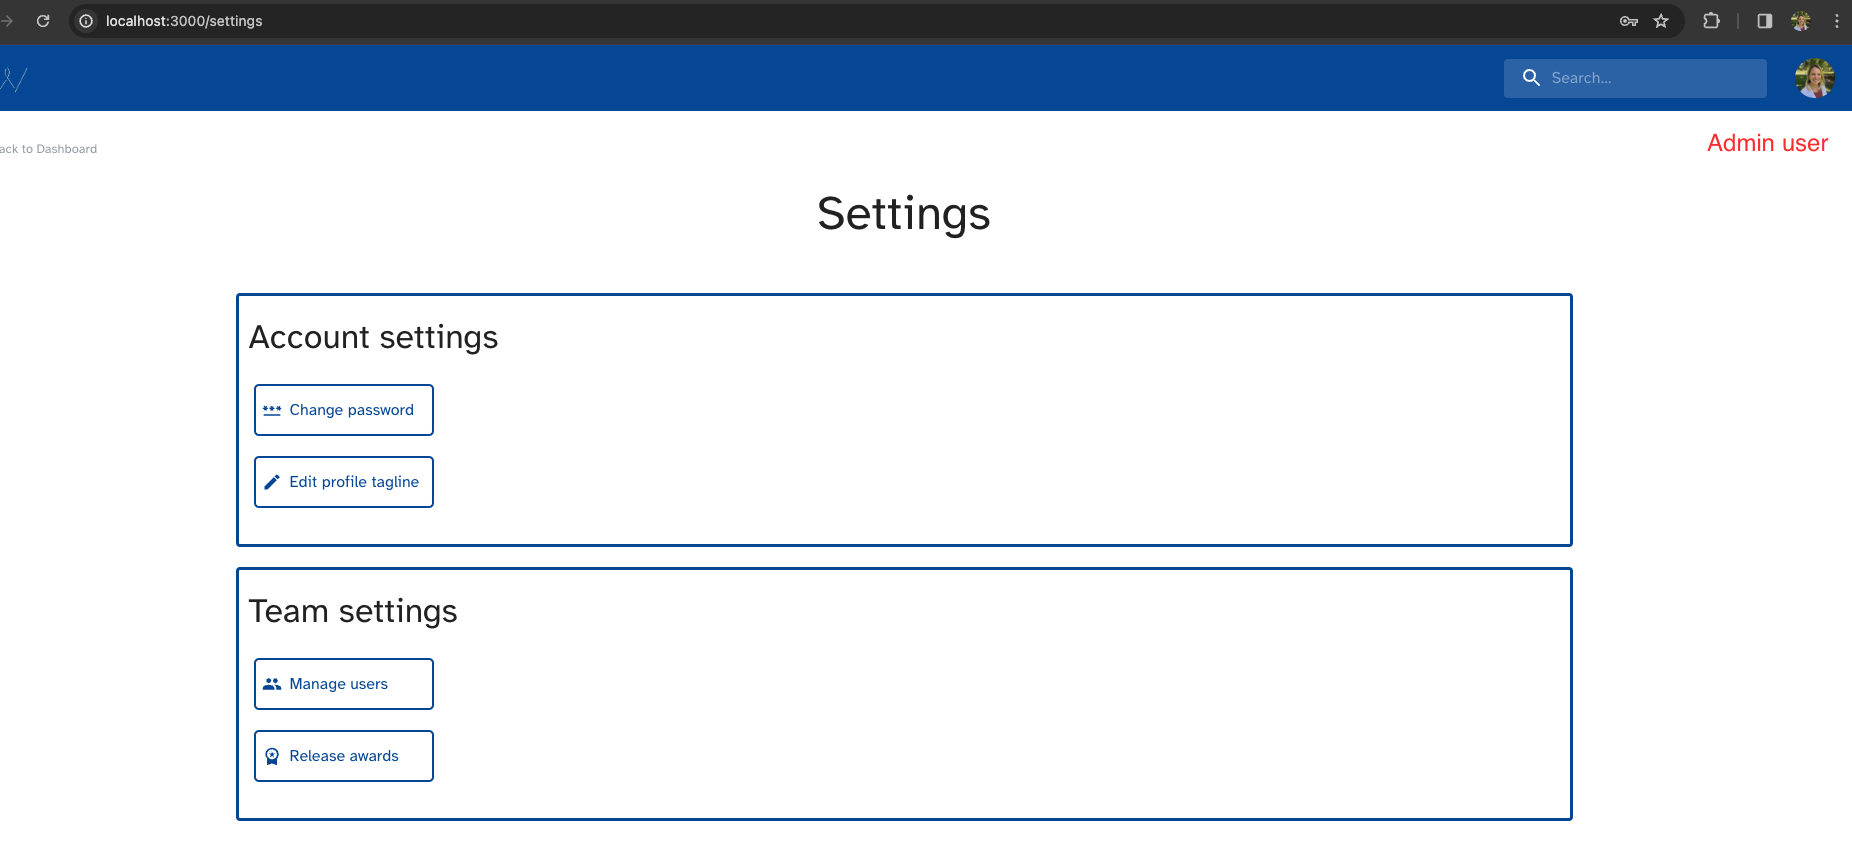 localhost:3000/settings
Search...
ack to Dashboard
Admin user
Settings
Account settings
Change password
Edit profile tagline
Team settings
Manage users
Release awards